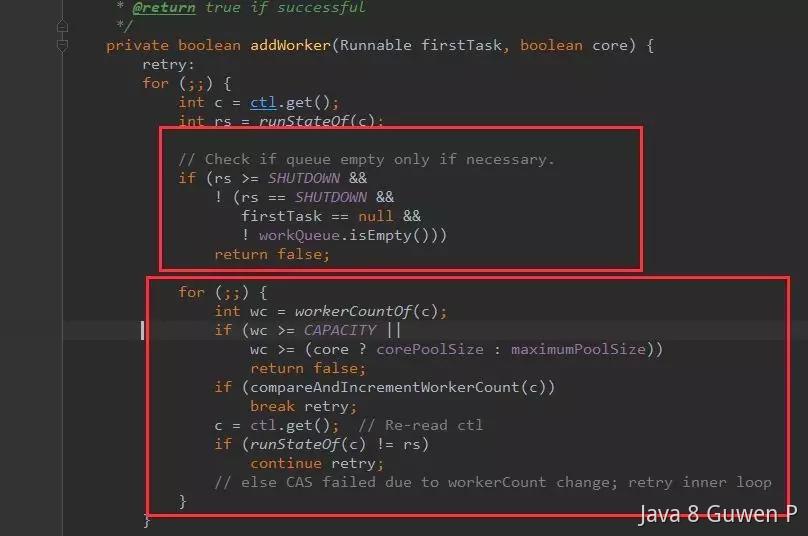 * @return true if successful
*/
private boolean addWorker(Runnable firstTask, boolean core) {
retry:
for (;;) {
int c = ctl.get();
int rs = runStateOf(c);
// Check if queue empty only if necessary.
if (rs >= SHUTDOWN &&
! (rs == SHUTDOWN &&
firstTask == null &&
! workQueue.isEmpty()))
return false;
for (;;) {
int wc = workerCountOf(c);
if (wc >= CAPACITY ||
wc >= (core ? corePoolSize : maximumPoolSize))
return false;
if (compareAndIncrementWorkerCount(c))
break retry;
c = ctl.get();  // Re-read ctl
if (runStateOf(c) != rs)
continue retry;
// else CAS failed due to workerCount change; retry inner loop
}
}
Java 8 Guwen P